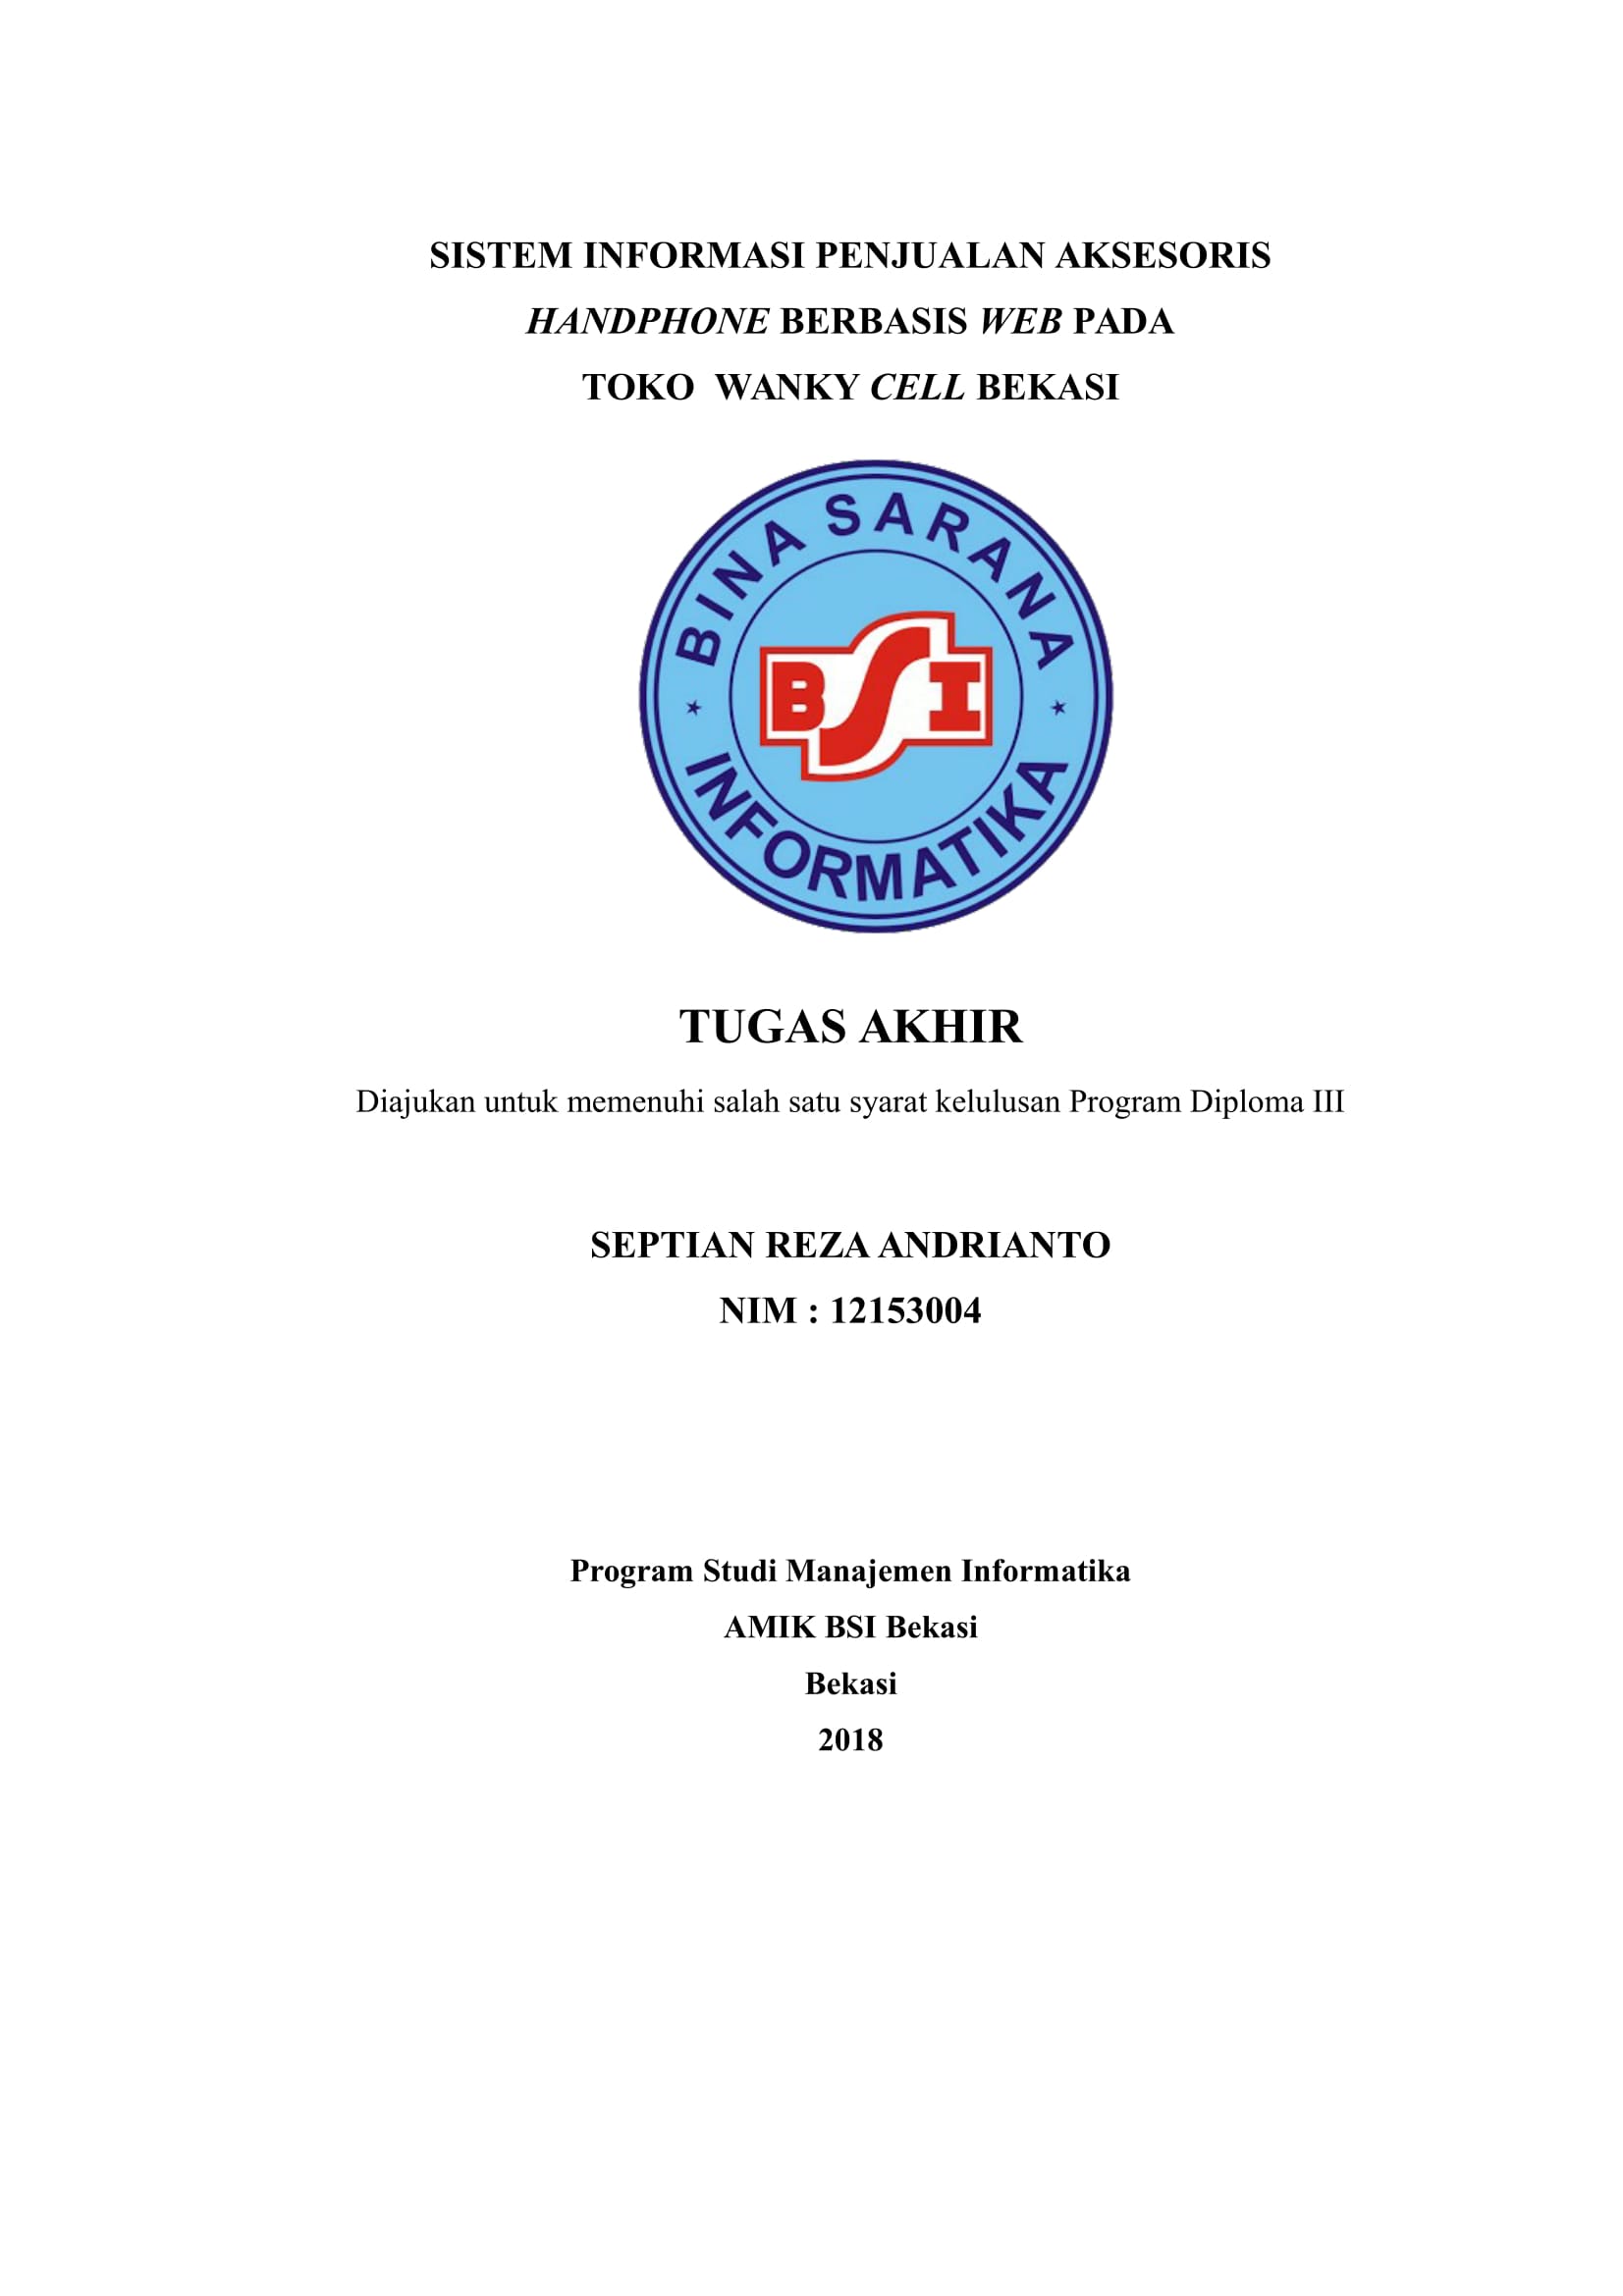 SISTEM INFORMASI PENJUALAN AKSESORIS
HANDPHONE BERBASIS WEB PADA
TOKO  WANKY CELL BEKASI
BINA SARANA
BSI
INFORMATIKA
TUGAS AKHIR
Diajukan untuk memenuhi salah satu syarat kelulusan Program Diploma III
SEPTIAN REZA ANDRIANTO
NIM : 12153004
Program Studi Manajemen Informatika
AMIK BSI Bekasi
Bekasi
2018